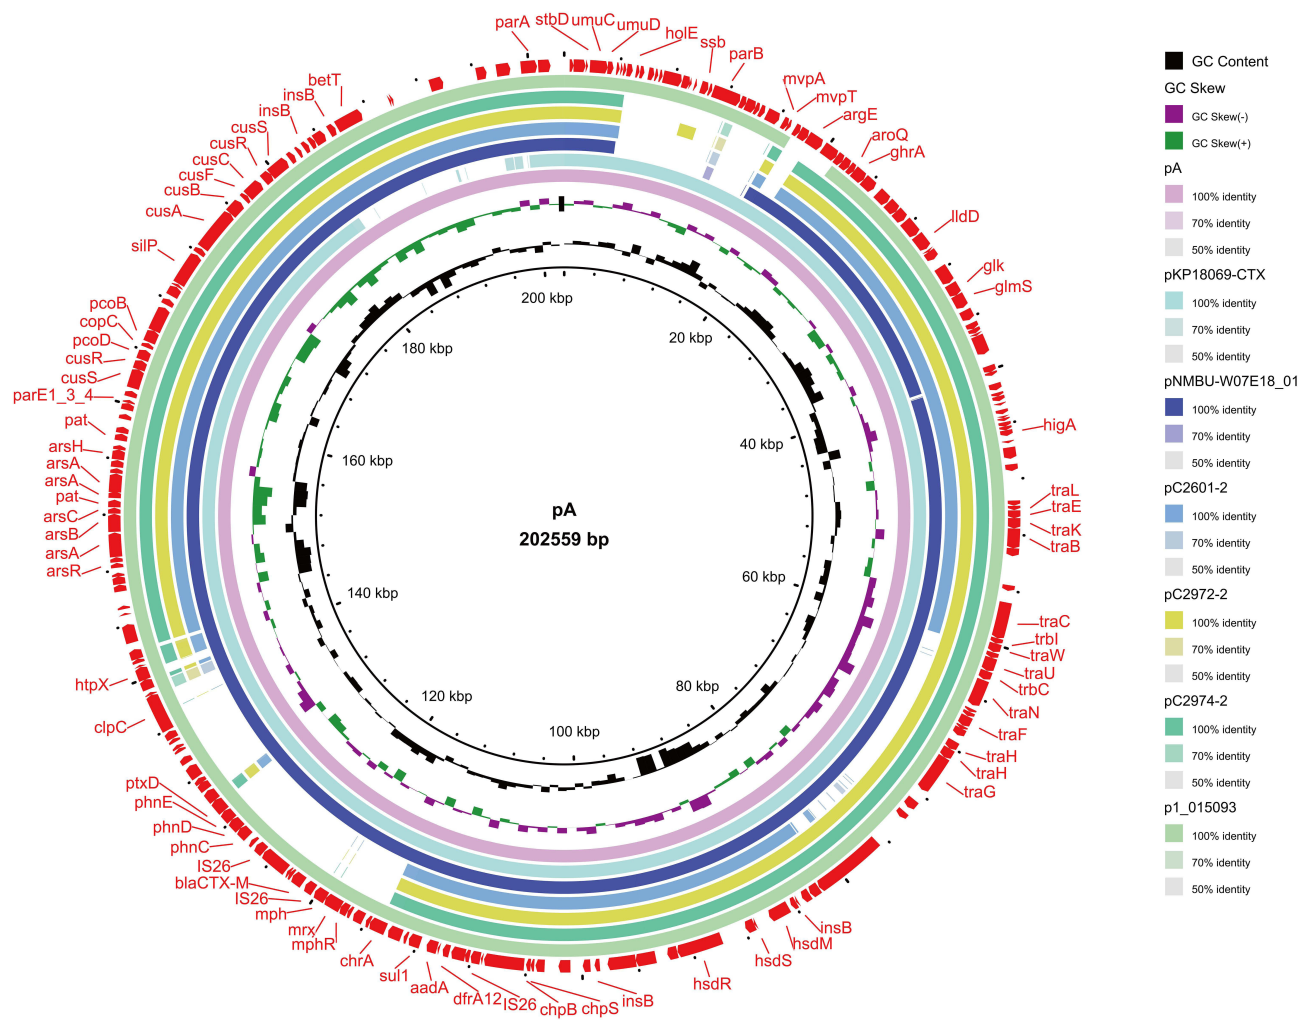 parA
stbD
umuC
umuD
holE
ssb
parB
mvpA
mvpT
argE
aroQ
ghrA
lldD
glk
glmS
higA
traL
traE
traK
traB
traC
trbI
traW
traU
trbC
traN
traF
traH
traH
traG
insB
hsdM
hsdS
hsdR
insB
chpS
chpB
IS26
dfrA12
aadA
sul1
chrA
mphR
mrx
mph
IS26
blaCTX-M
IS26
phnC
phnD
phnE
ptxD
clpC
htpX
arsR
arsA
arsB
arsC
pat
arsA
arsA
arsH
pat
parE1_3_4
cusS
cusR
pcoD
copC
pcoB
silP
cusA
cusB
cusF
cusC
cusR
cusS
insB
insB
betT
200 kbp
20 kbp
40 kbp
60 kbp
80 kbp
100 kbp
120 kbp
140 kbp
160 kbp
180 kbp
pA
202559 bp
GC Content
GC Skew
GC Skew(-)
GC Skew(+)
pA
100% identity
70% identity
50% identity
pKP18069-CTX
100% identity
70% identity
50% identity
pNMBU-W07E18_01
100% identity
70% identity
50% identity
pC2601-2
100% identity
70% identity
50% identity
pC2972-2
100% identity
70% identity
50% identity
pC2974-2
100% identity
70% identity
50% identity
p1_015093
100% identity
70% identity
50% identity